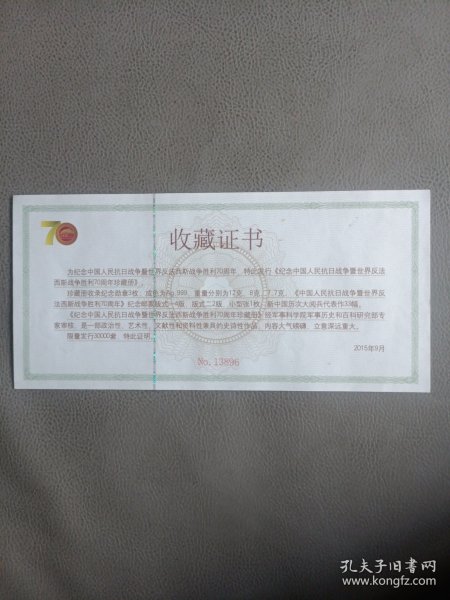 70
收藏证书
为纪念中国人民抗日战争暨世界反法西斯战争胜利70周年，特此发行《纪念中国人民抗日战争暨世界反法
西斯战争胜利70周年珍藏册》
珍藏册收录纪念勋章3枚，成色为Ag.999，重量分别为12克、8克、7.7克，《中国人民抗日战争暨世界反
法西斯战争胜利70周年》纪念邮票版式一4版、版式二2版、小型张1枚，新中国历次大阅兵代表作33幅。
《纪念中国人民抗日战争暨世界反法西斯战争胜利70周年珍藏册》经军事科学院军事历史和百科研究部专
家审核，是一部政治性、艺术性、文献性和资料性兼具的史诗性作品，内容大气磅礴，立意深远重大。
限量发行30000套 特此证明。
2015年9月
No.13896
孔夫子旧书网
www.kongfz.com